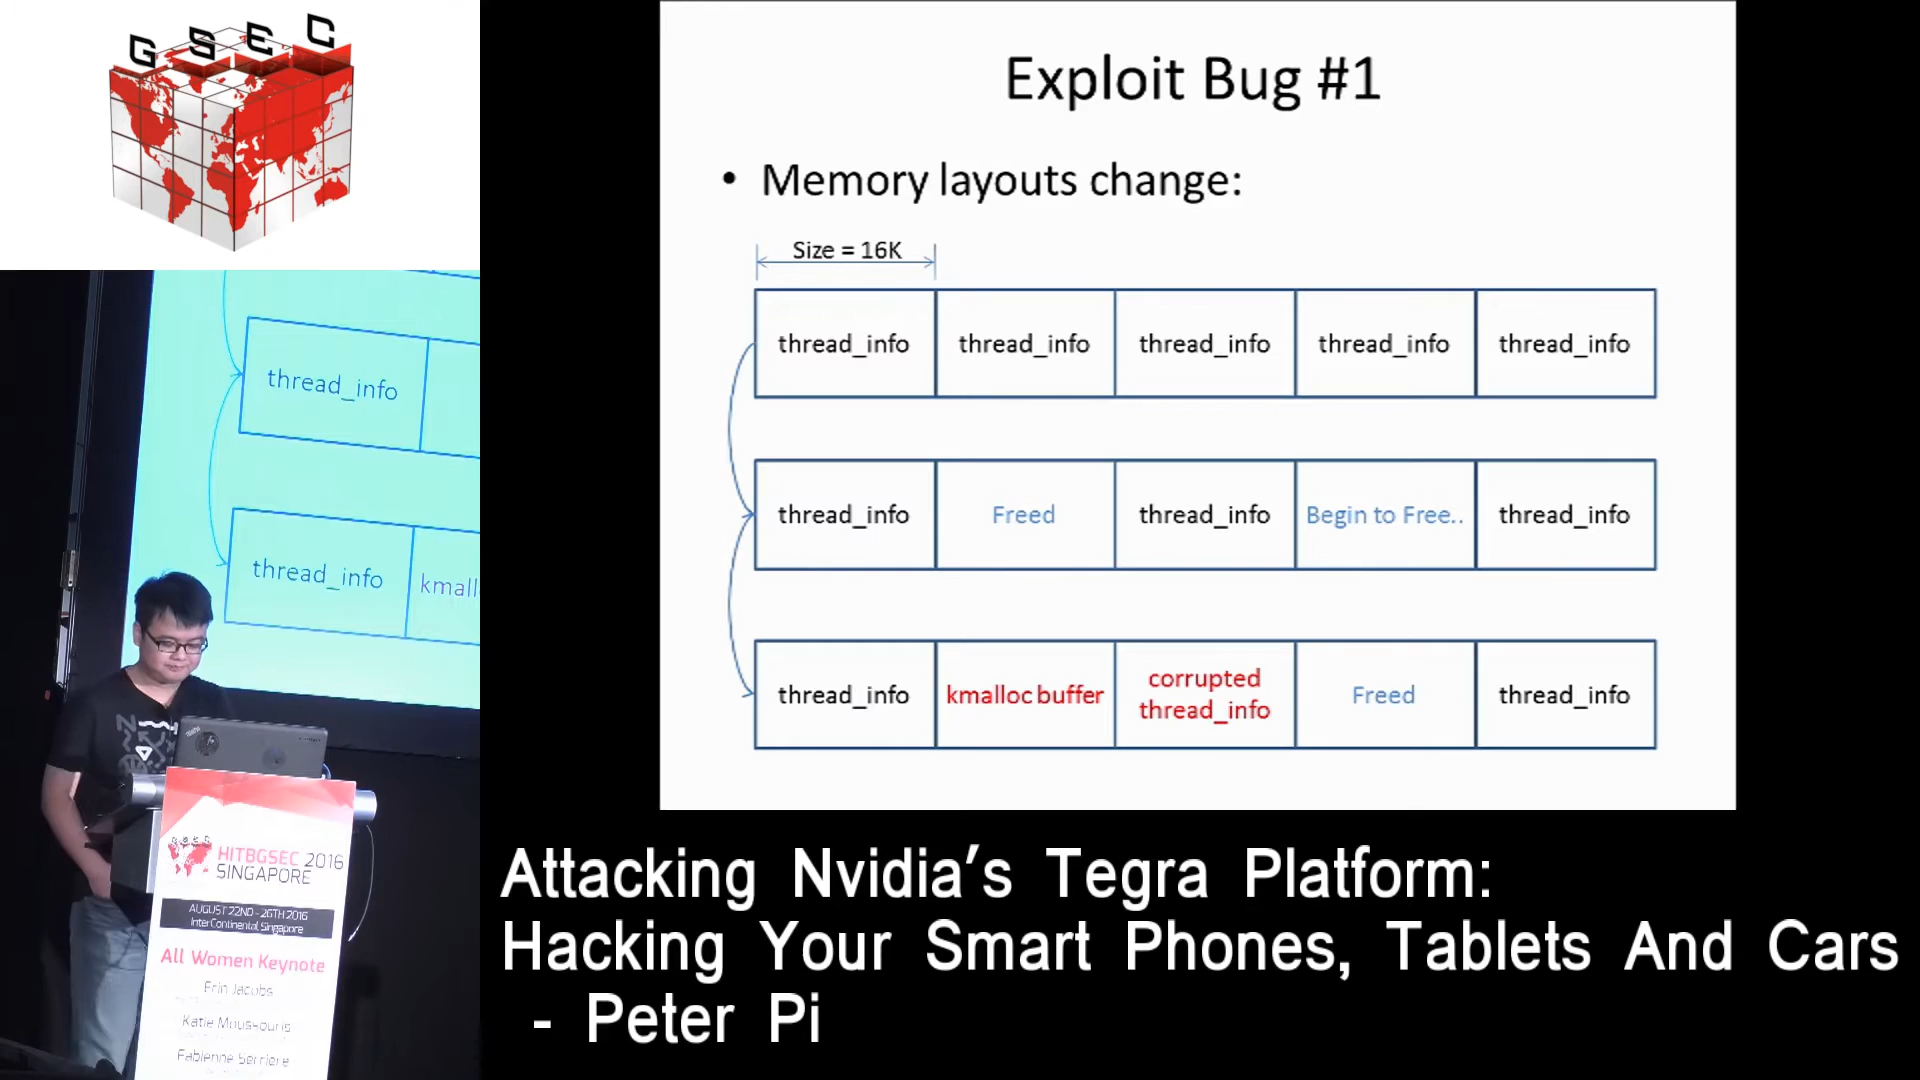 G S E C
Exploit Bug #1
• Memory layouts change:
Size = 16K
thread_info thread_info thread_info thread_info thread_info
thread_info Freed thread_info Begin to Free.. thread_info
thread_info kmalloc buffer corrupted thread_info Freed thread_info
thread_info
thread_info kmall
HITBGSEC 2016
SINGAPORE
AUGUST 22ND - 26TH 2016
InterContinental, Singapore
All Women Keynote
Erin Jacobs
Katie Moussouris
Fabienne Serriere
Attacking Nvidia's Tegra Platform:
Hacking Your Smart Phones, Tablets And Cars
- Peter Pi